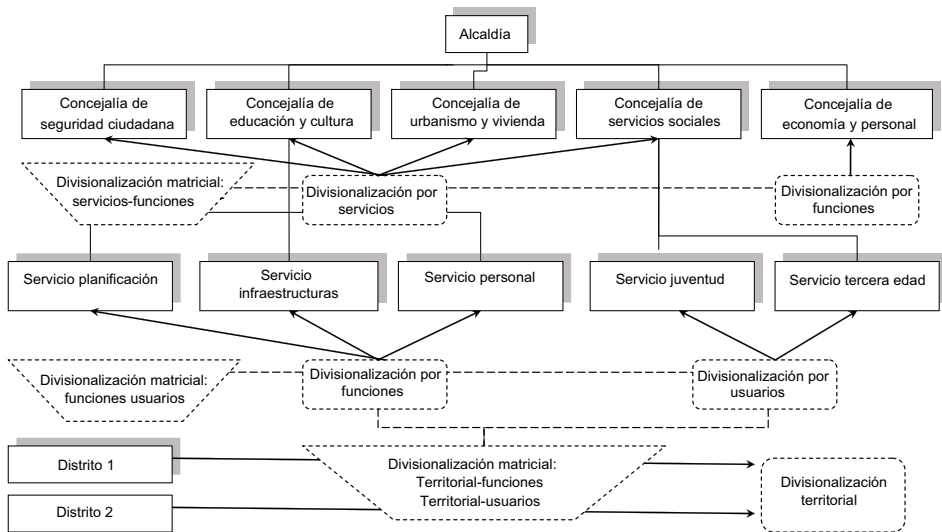 Alcaldía
Concejalía de
seguridad ciudadana
Concejalía de
educación y cultura
Concejalía de
urbanismo y vivienda
Concejalía de
servicios sociales
Concejalía de
economía y personal
Divisionalización matricial:
servicios-funciones
Divisionalización por
servicios
Divisionalización por
funciones
Servicio planificación
Servicio
infraestructuras
Servicio personal
Servicio juventud
Servicio tercera edad
Divisionalización matricial:
funciones usuarios
Divisionalización por
funciones
Divisionalización por
usuarios
Distrito 1
Divisionalización matricial:
Territorial-funciones
Territorial-usuarios
Divisionalización
territorial
Distrito 2